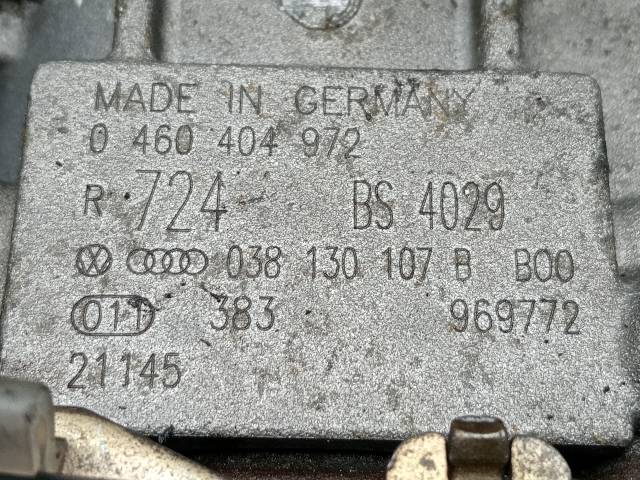 MADE IN GERMANY
0 460 404 972
R 724 BS 4029
038 130 107 B B00
011 383 969772
21145